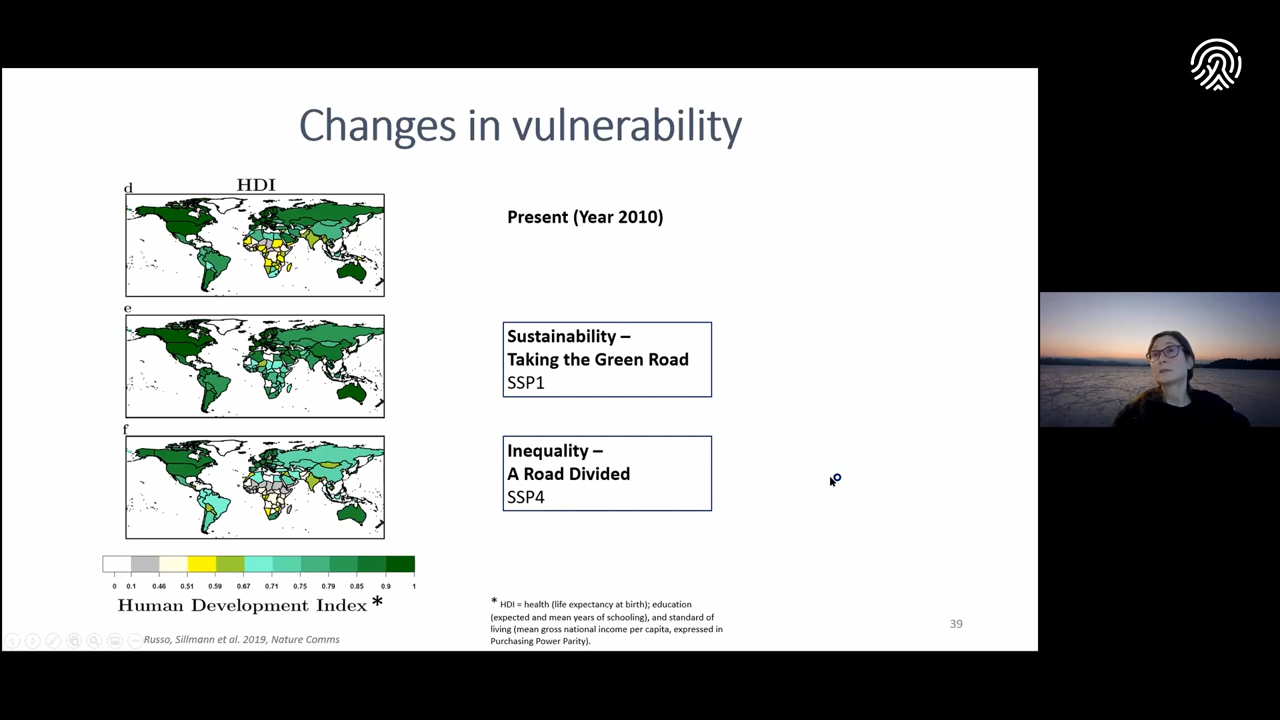 Changes in vulnerability
d
HDI
Present (Year 2010)
e
Sustainability –
Taking the Green Road
SSP1
f
Inequality –
A Road Divided
SSP4
0 0.1 0.46 0.51 0.59 0.67 0.71 0.75 0.79 0.85 0.9 1
Human Development Index *
* HDI = health (life expectancy at birth); education
(expected and mean years of schooling), and standard of
living (mean gross national income per capita, expressed in
Purchasing Power Parity).
Russo, Sillmann et al. 2019, Nature Comms
39